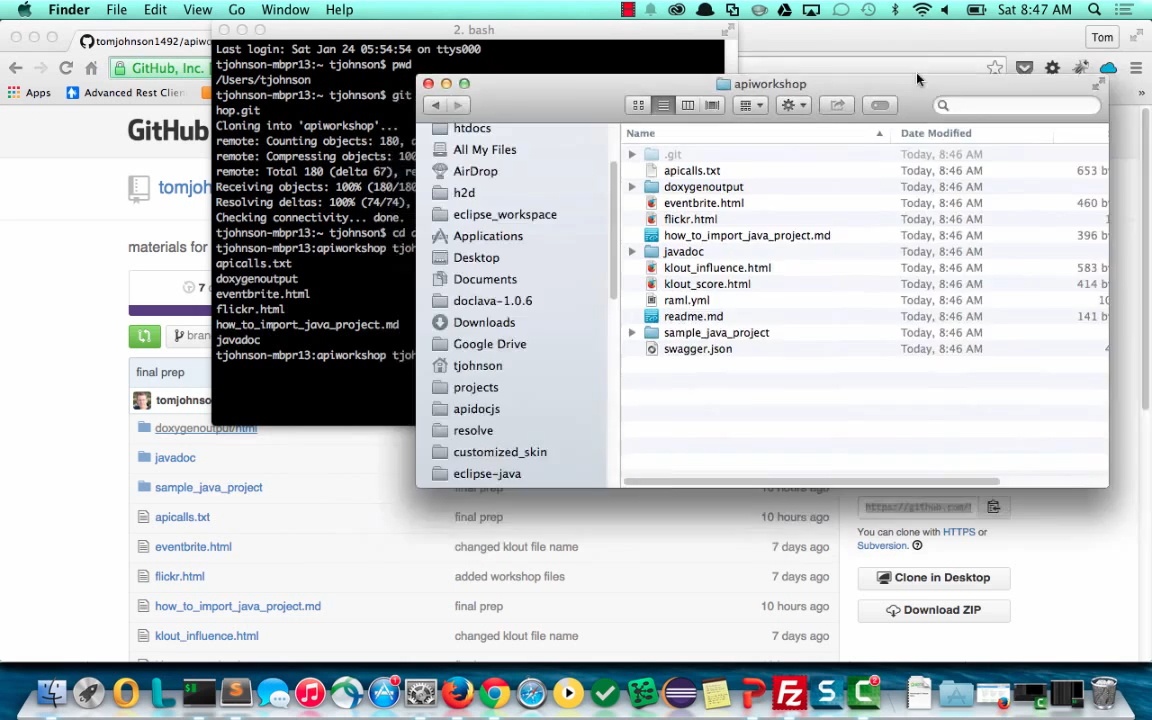 Finder File Edit View Go Window Help Sat 8:47 AM
2. bash
tomjohnson1492/apiwo
Tom
GitHub, Inc.
Apps Advanced Rest Clien »
Last login: Sat Jan 24 05:54:54 on ttys000
tjohnson-mbpr13:~ tjohnson$ pwd
/Users/tjohnson
tjohnson-mbpr13:~ tjohnson$ git
hop.git
Cloning into 'apiworkshop'...
remote: Counting objects: 180,
remote: Compressing objects: 100
remote: Total 180 (delta 67),
Receiving objects: 100% (180/180
Resolving deltas: 100% (74/74),
Checking connectivity... done.
tjohnson-mbpr13:~ tjohnson$ cd
tjohnson-mbpr13:apiworkshop tjoh
apicalls.txt
doxygenoutput
eventbrite.html
flickr.html
how_to_import_java_project.md
javadoc
tjohnson-mbpr13:apiworkshop tjoh
apiworkshop
htdocs
All My Files
AirDrop
h2d
eclipse_workspace
Applications
Desktop
Documents
doclava-1.0.6
Downloads
Google Drive
tjohnson
projects
apidocjs
resolve
customized_skin
eclipse-java
Name Date Modified
.git Today, 8:46 AM
apicalls.txt Today, 8:46 AM 653 b
doxygenoutput Today, 8:46 AM
eventbrite.html Today, 8:46 AM 460 b
flickr.html Today, 8:46 AM 1
how_to_import_java_project.md Today, 8:46 AM 396 b
javadoc Today, 8:46 AM
klout_influence.html Today, 8:46 AM 583 b
klout_score.html Today, 8:46 AM 414 b
raml.yml Today, 8:46 AM 10
readme.md Today, 8:46 AM 141 b
sample_java_project Today, 8:46 AM
swagger.json Today, 8:46 AM 4
GitHub
tomjoh
materials for
7
bran
final prep
tomjohnso
doxygenoutput/html
javadoc
sample_java_project
apicalls.txt final prep 10 hours ago
eventbrite.html changed klout file name 7 days ago
flickr.html added workshop files 7 days ago
how_to_import_java_project.md final prep 10 hours ago
klout_influence.html changed klout file name 7 days ago
https://github.com/
You can clone with HTTPS or
Subversion.
Clone in Desktop
Download ZIP